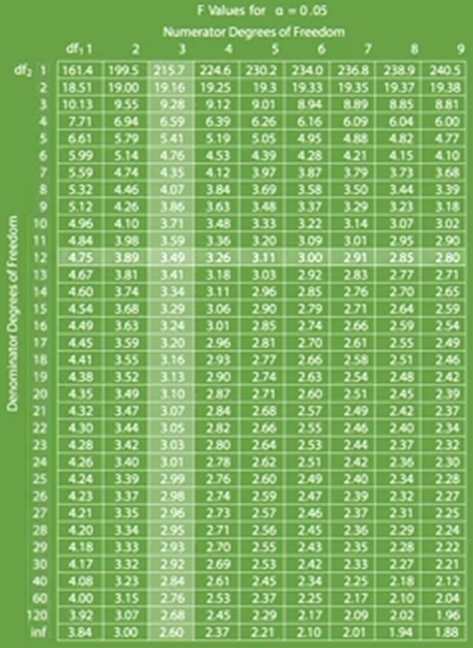 F Values for α = 0.05
Numerator Degrees of Freedom
df₁ 1 2 3 4 5 6 7 8 9
df₂ 1 161.4 199.5 215.7 224.6 230.2 234.0 236.8 238.9 240.5
2 18.51 19.00 19.16 19.25 19.3 19.33 19.35 19.37 19.38
3 10.13 9.55 9.28 9.12 9.01 8.94 8.89 8.85 8.81
4 7.71 6.94 6.59 6.39 6.26 6.16 6.09 6.04 6.00
5 6.61 5.79 5.41 5.19 5.05 4.95 4.88 4.82 4.77
6 5.99 5.14 4.76 4.53 4.39 4.28 4.21 4.15 4.10
7 5.59 4.74 4.35 4.12 3.97 3.87 3.79 3.73 3.68
8 5.32 4.46 4.07 3.84 3.69 3.58 3.50 3.44 3.39
9 5.12 4.26 3.86 3.63 3.48 3.37 3.29 3.23 3.18
10 4.96 4.10 3.71 3.48 3.33 3.22 3.14 3.07 3.02
11 4.84 3.98 3.59 3.36 3.20 3.09 3.01 2.95 2.90
12 4.75 3.89 3.49 3.26 3.11 3.00 2.91 2.85 2.80
13 4.67 3.81 3.41 3.18 3.03 2.92 2.83 2.77 2.71
14 4.60 3.74 3.34 3.11 2.96 2.85 2.76 2.70 2.65
15 4.54 3.68 3.29 3.06 2.90 2.79 2.71 2.64 2.59
16 4.49 3.63 3.24 3.01 2.85 2.74 2.66 2.59 2.54
17 4.45 3.59 3.20 2.96 2.81 2.70 2.61 2.55 2.49
18 4.41 3.55 3.16 2.93 2.77 2.66 2.58 2.51 2.46
19 4.38 3.52 3.13 2.90 2.74 2.63 2.54 2.48 2.42
20 4.35 3.49 3.10 2.87 2.71 2.60 2.51 2.45 2.39
21 4.32 3.47 3.07 2.84 2.68 2.57 2.49 2.42 2.37
22 4.30 3.44 3.05 2.82 2.66 2.55 2.46 2.40 2.34
23 4.28 3.42 3.03 2.80 2.64 2.53 2.44 2.37 2.32
24 4.26 3.40 3.01 2.78 2.62 2.51 2.42 2.36 2.30
25 4.24 3.39 2.99 2.76 2.60 2.49 2.40 2.34 2.28
26 4.23 3.37 2.98 2.74 2.59 2.47 2.39 2.32 2.27
27 4.21 3.35 2.96 2.73 2.57 2.46 2.37 2.31 2.25
28 4.20 3.34 2.95 2.71 2.56 2.45 2.36 2.29 2.24
29 4.18 3.33 2.93 2.70 2.55 2.43 2.35 2.28 2.22
30 4.17 3.32 2.92 2.69 2.53 2.42 2.33 2.27 2.21
40 4.08 3.23 2.84 2.61 2.45 2.34 2.25 2.18 2.12
60 4.00 3.15 2.76 2.53 2.37 2.25 2.17 2.10 2.04
120 3.92 3.07 2.68 2.45 2.29 2.17 2.09 2.02 1.96
inf 3.84 3.00 2.60 2.37 2.21 2.10 2.01 1.94 1.88
Denominator Degrees of Freedom